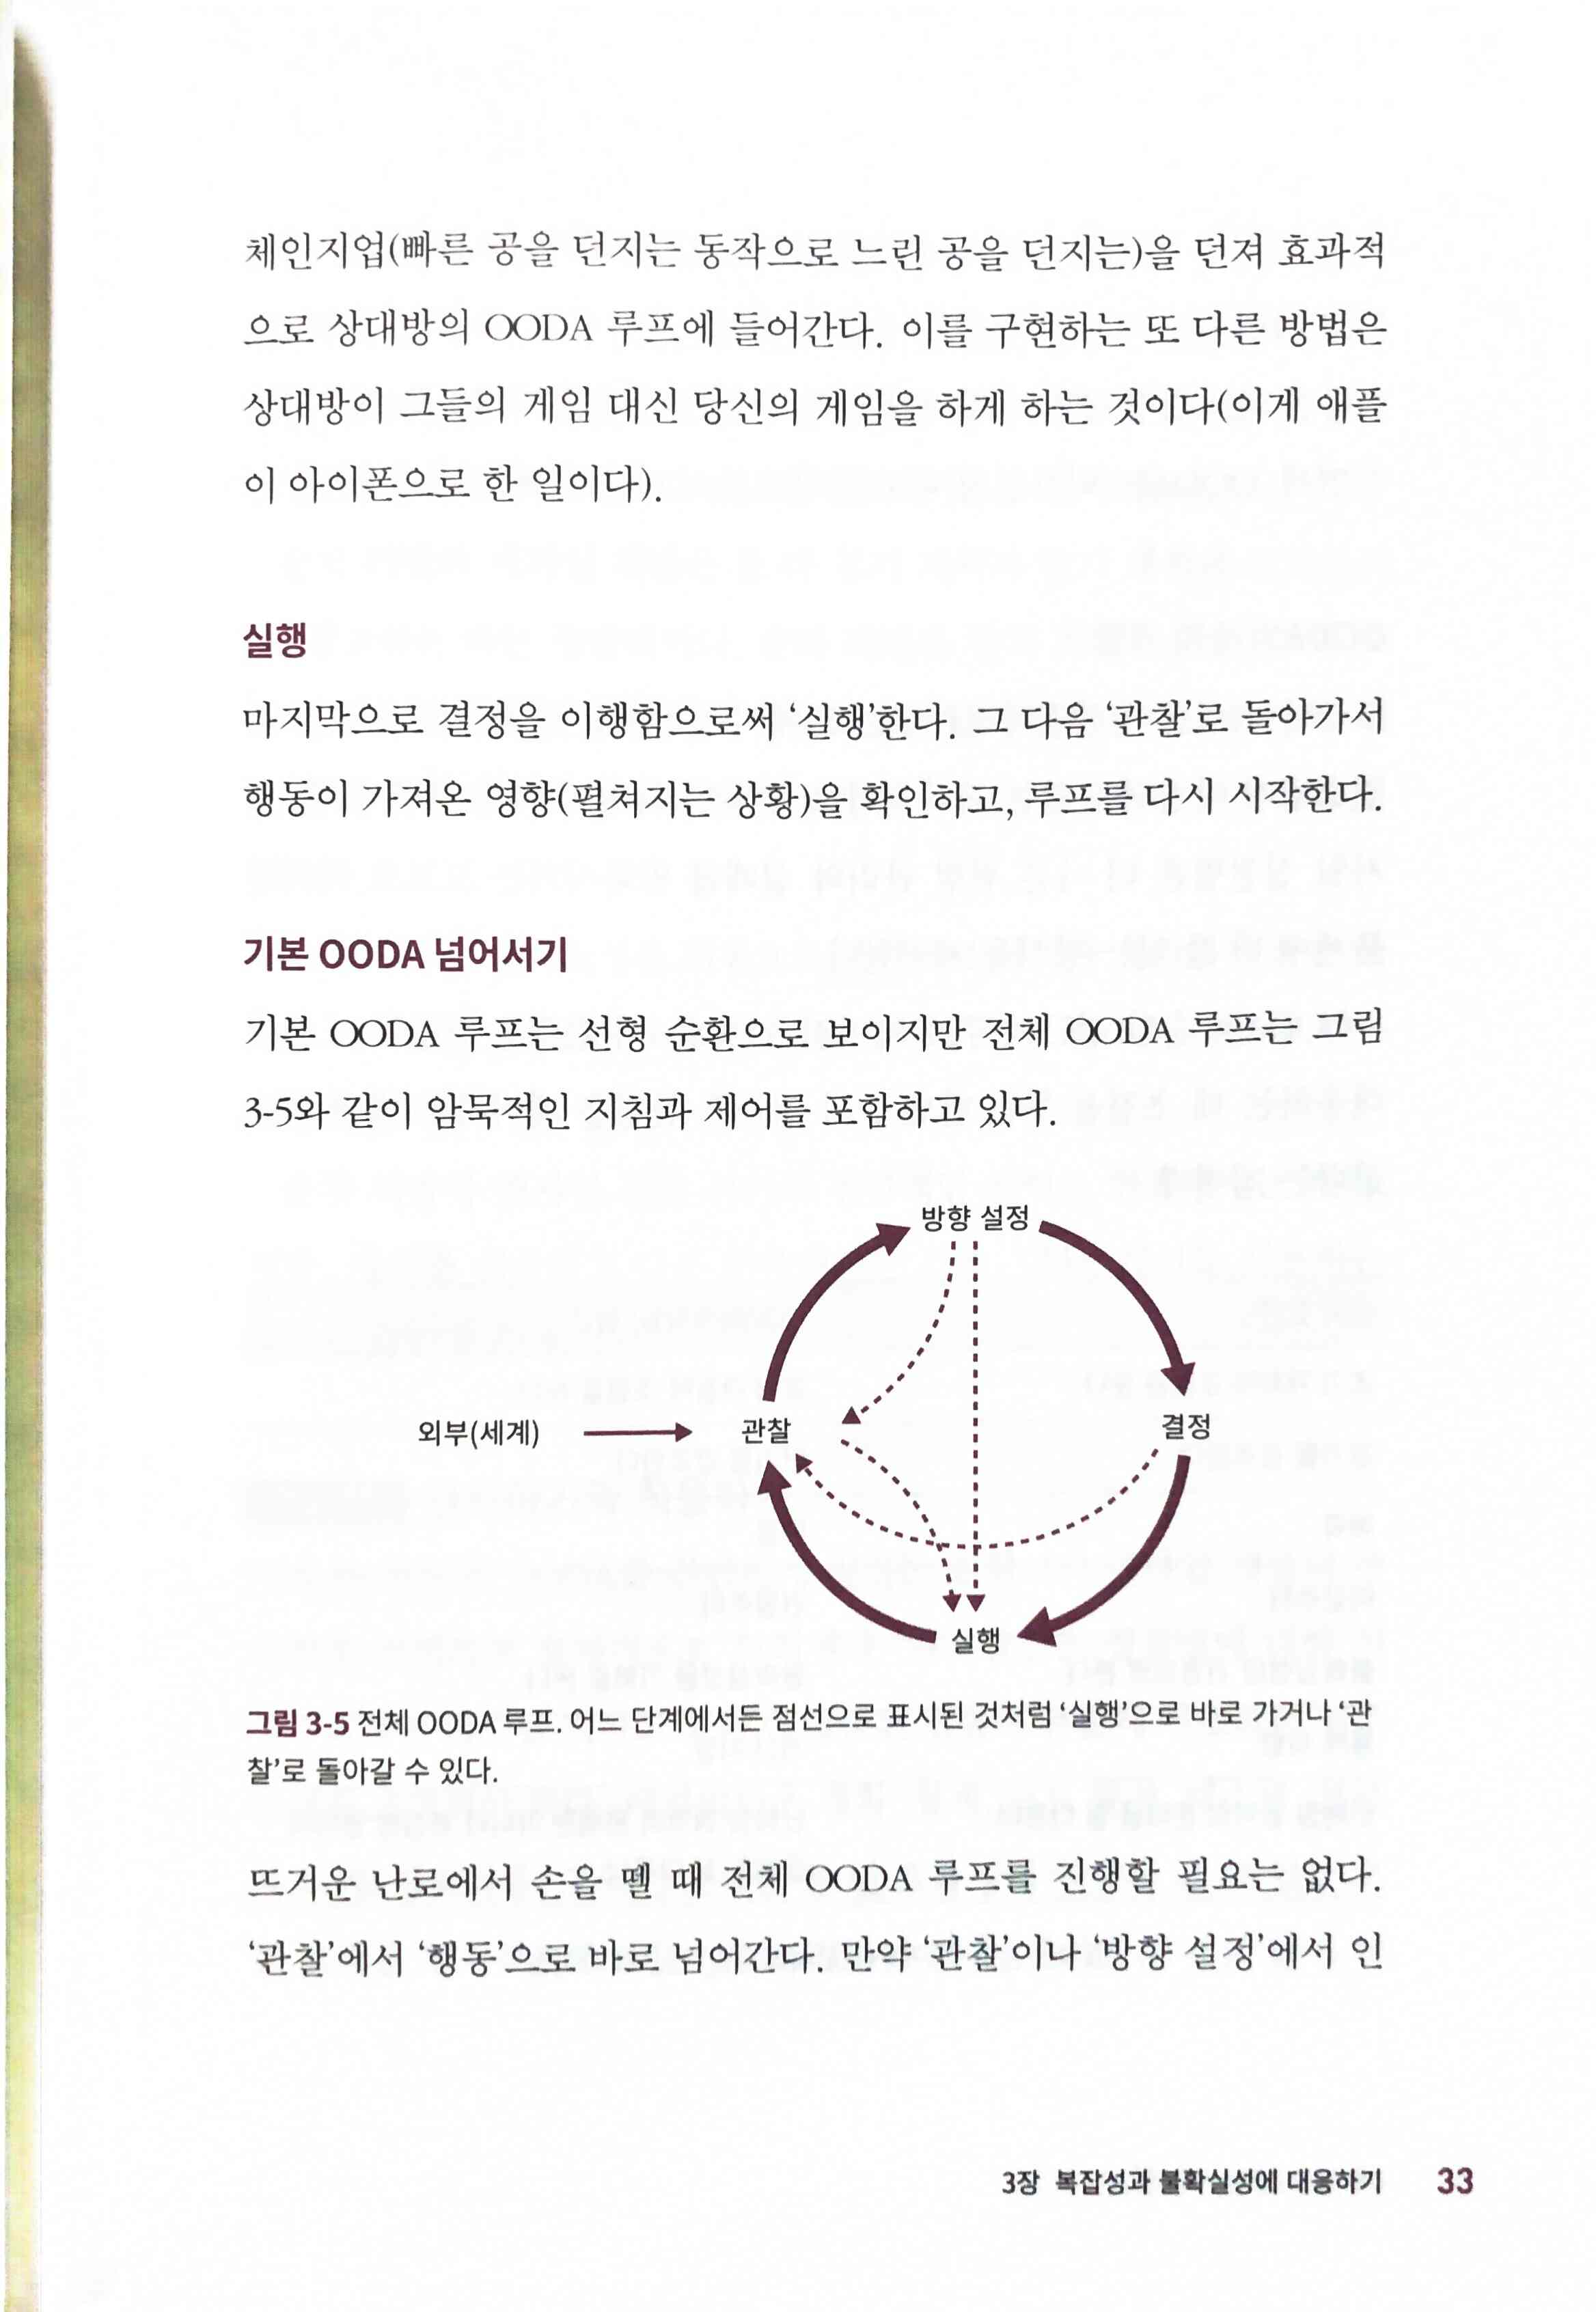 체인지업(빠른 공을 던지는 동작으로 느린 공을 던지는)을 던져 효과적
으로 상대방의 OODA 루프에 들어간다. 이를 구현하는 또 다른 방법은
상대방이 그들의 게임 대신 당신의 게임을 하게 하는 것이다(이게 애플
이 아이폰으로 한 일이다).
실행
마지막으로 결정을 이행함으로써 ‘실행’한다. 그 다음 ‘관찰’로 돌아가서
행동이 가져온 영향(펼쳐지는 상황)을 확인하고, 루프를 다시 시작한다.
기본 OODA 넘어서기
기본 OODA 루프는 선형 순환으로 보이지만 전체 OODA 루프는 그림
3-5와 같이 암묵적인 지침과 제어를 포함하고 있다.
방향 설정
외부(세계)
관찰
결정
실행
그림 3-5 전체 OODA 루프. 어느 단계에서든 점선으로 표시된 것처럼 ‘실행’으로 바로 가거나 ‘관
찰’로 돌아갈 수 있다.
뜨거운 난로에서 손을 뗄 때 전체 OODA 루프를 진행할 필요는 없다.
‘관찰’에서 ‘행동’으로 바로 넘어간다. 만약 ‘관찰’이나 ‘방향 설정’에서 인
3장 복잡성과 불확실성에 대응하기 33